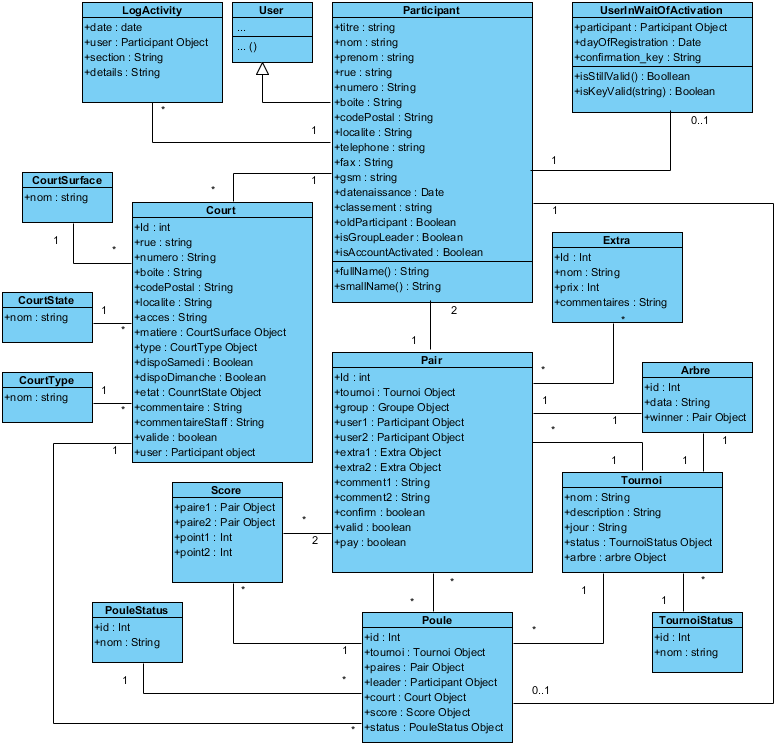 LogActivity
+date : date
+user : Participant Object
+section : String
+details : String
User
...
... ()
Participant
+titre : string
+nom : string
+prenom : string
+rue : string
+numero : String
+boite : String
+codePostal : String
+localite : String
+telephone : string
+fax : String
+gsm : string
+datenaissance : Date
+classement : string
+oldParticipant : Boolean
+isGroupLeader : Boolean
+isAccountActivated : Boolean
+fullName() : String
+smallName() : String
UserInWaitOfActivation
+participant : Participant Object
+dayOfRegistration : Date
+confirmation_key : String
+isStillValid() : Boollean
+isKeyValid(string) : Boolean
*
1
0..1
1
*
1
1
CourtSurface
+nom : string
1
*
CourtState
+nom : string
1
*
CourtType
+nom : string
1
*
Court
+Id : int
+rue : string
+numero : String
+boite : String
+codePostal : String
+localite : String
+acces : String
+matiere : CourtSurface Object
+type : CourtType Object
+dispoSamedi : Boolean
+dispoDimanche : Boolean
+etat : CounrtState Object
+commentaire : String
+commentaireStaff : String
+valide : boolean
+user : Participant object
1
Extra
+Id : Int
+nom : String
+prix : Int
+commentaires : String
*
*
2
1
Pair
+Id : int
+tournoi : Tournoi Object
+group : Groupe Object
+user1 : Participant Object
+user2 : Participant Object
+extra1 : Extra Object
+extra2 : Extra Object
+comment1 : String
+comment2 : String
+confirm : boolean
+valid : boolean
+pay : boolean
Arbre
+id : Int
+data : String
+winner : Pair Object
1
1
1
1
*
1
Tournoi
+nom : String
+description : String
+jour : String
+status : TournoiStatus Object
+arbre : arbre Object
Score
+paire1 : Pair Object
+paire2 : Pair Object
+point1 : Int
+point2 : Int
*
2
*
1
*
*
1
*
*
1
TournoiStatus
+id : Int
+nom : string
PouleStatus
+id : Int
+nom : String
1
*
Poule
+id : Int
+tournoi : Tournoi Object
+paires : Pair Object
+leader : Participant Object
+court : Court Object
+score : Score Object
+status : PouleStatus Object
0..1
*